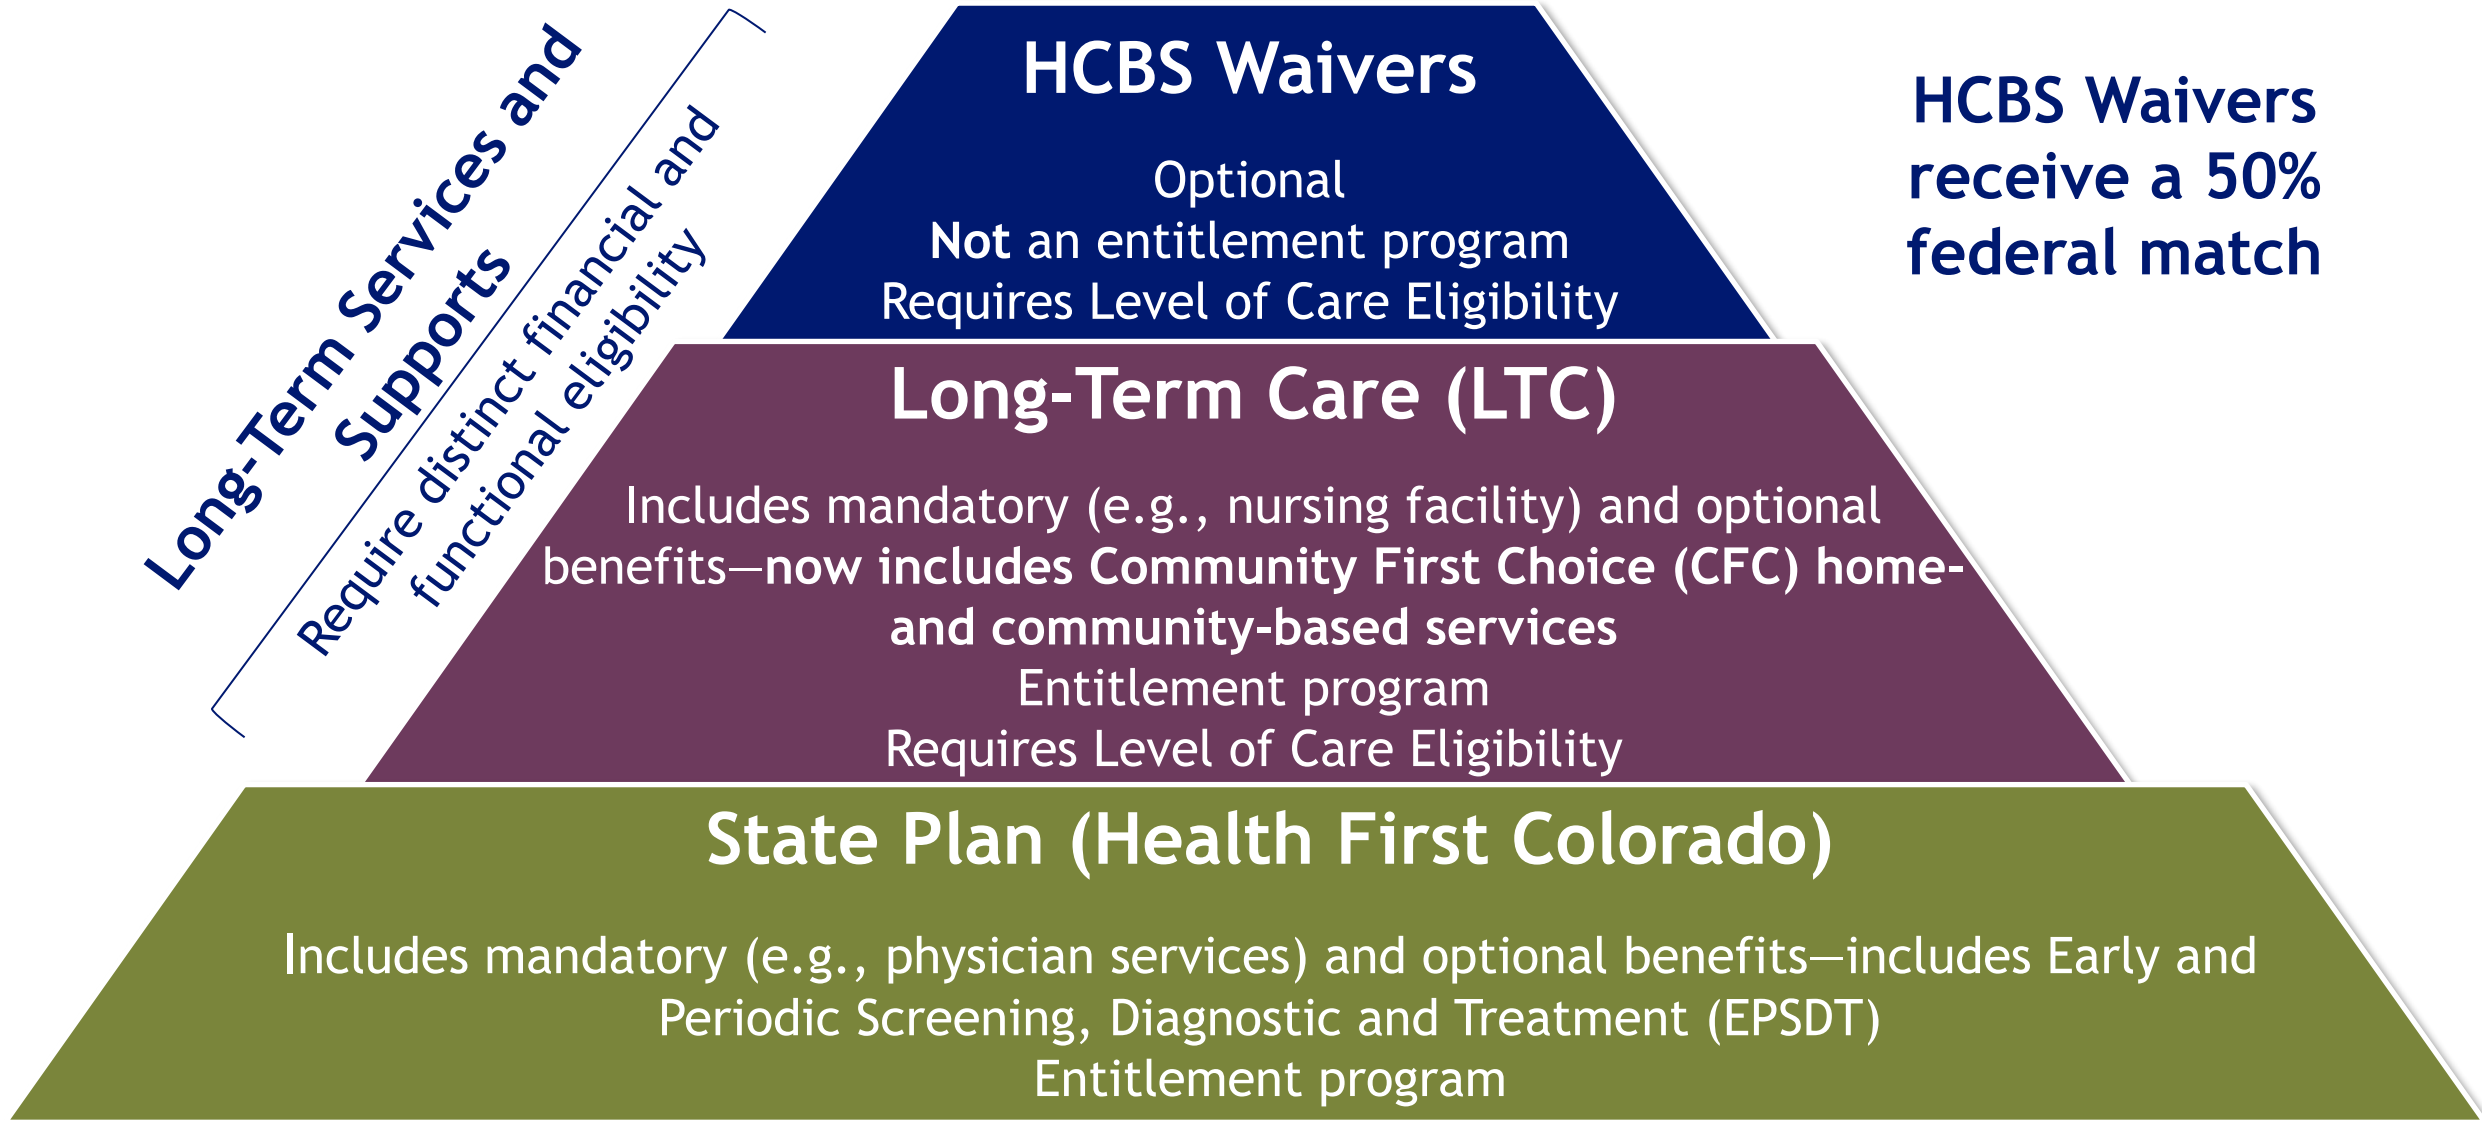 Long-Term Services and
Supports
Require distinct financial and
functional eligibility
HCBS Waivers
Optional
Not an entitlement program
Requires Level of Care Eligibility
HCBS Waivers
receive a 50%
federal match
Long-Term Care (LTC)
Includes mandatory (e.g., nursing facility) and optional
benefits—now includes Community First Choice (CFC) home-
and community-based services
Entitlement program
Requires Level of Care Eligibility
State Plan (Health First Colorado)
Includes mandatory (e.g., physician services) and optional benefits—includes Early and
Periodic Screening, Diagnostic and Treatment (EPSDT)
Entitlement program